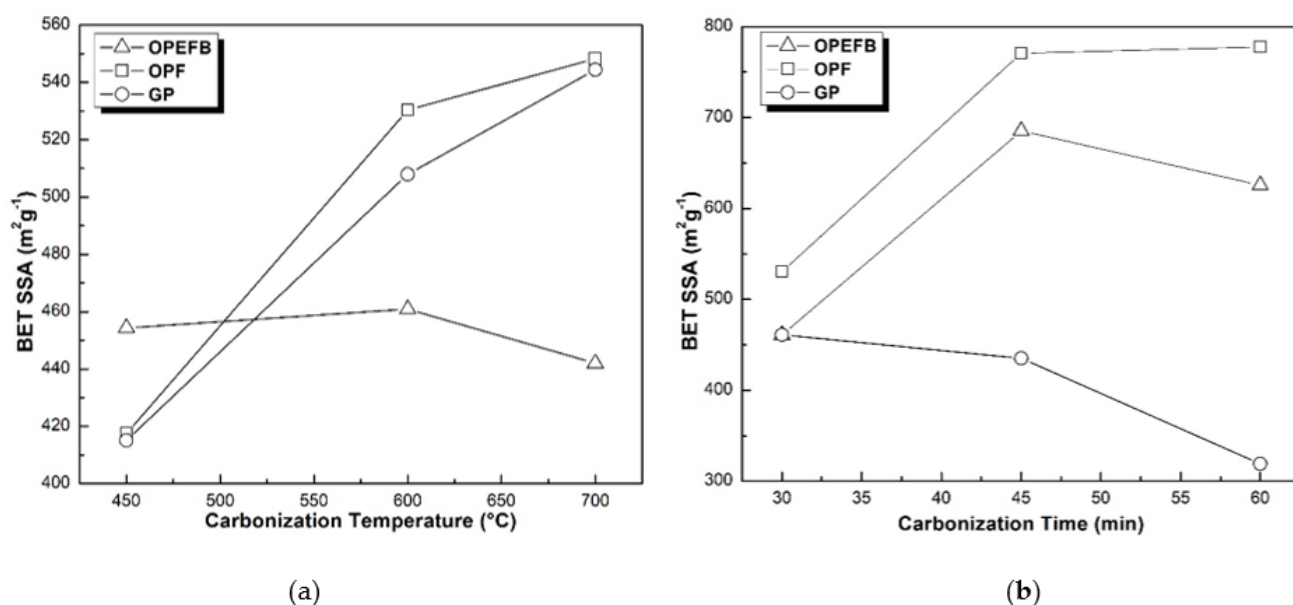 560
540
520
500
480
460
440
420
400
BET SSA (m²g⁻¹)
OPEFB
OPF
GP
450 500 550 600 650 700
Carbonization Temperature (°C)
(a)
800
700
600
500
400
300
BET SSA (m²g⁻¹)
OPEFB
OPF
GP
30 35 40 45 50 55 60
Carbonization Time (min)
(b)